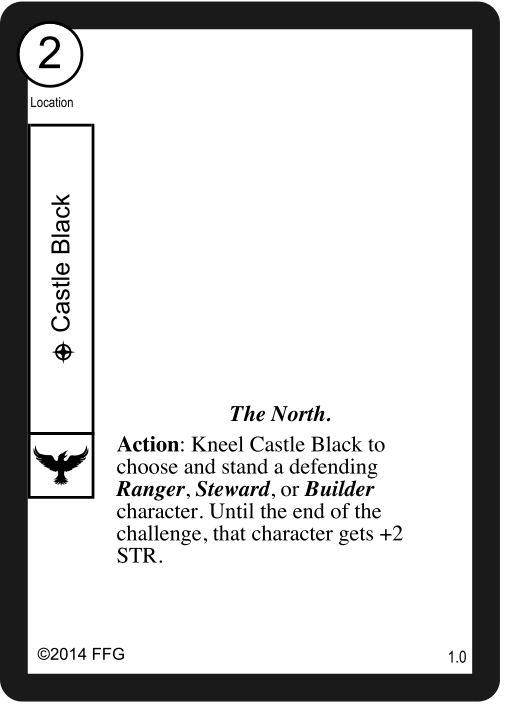 2
Location
Castle Black
The North.
Action: Kneel Castle Black to
choose and stand a defending
Ranger, Steward, or Builder
character. Until the end of the
challenge, that character gets +2
STR.
©2014 FFG
1.0